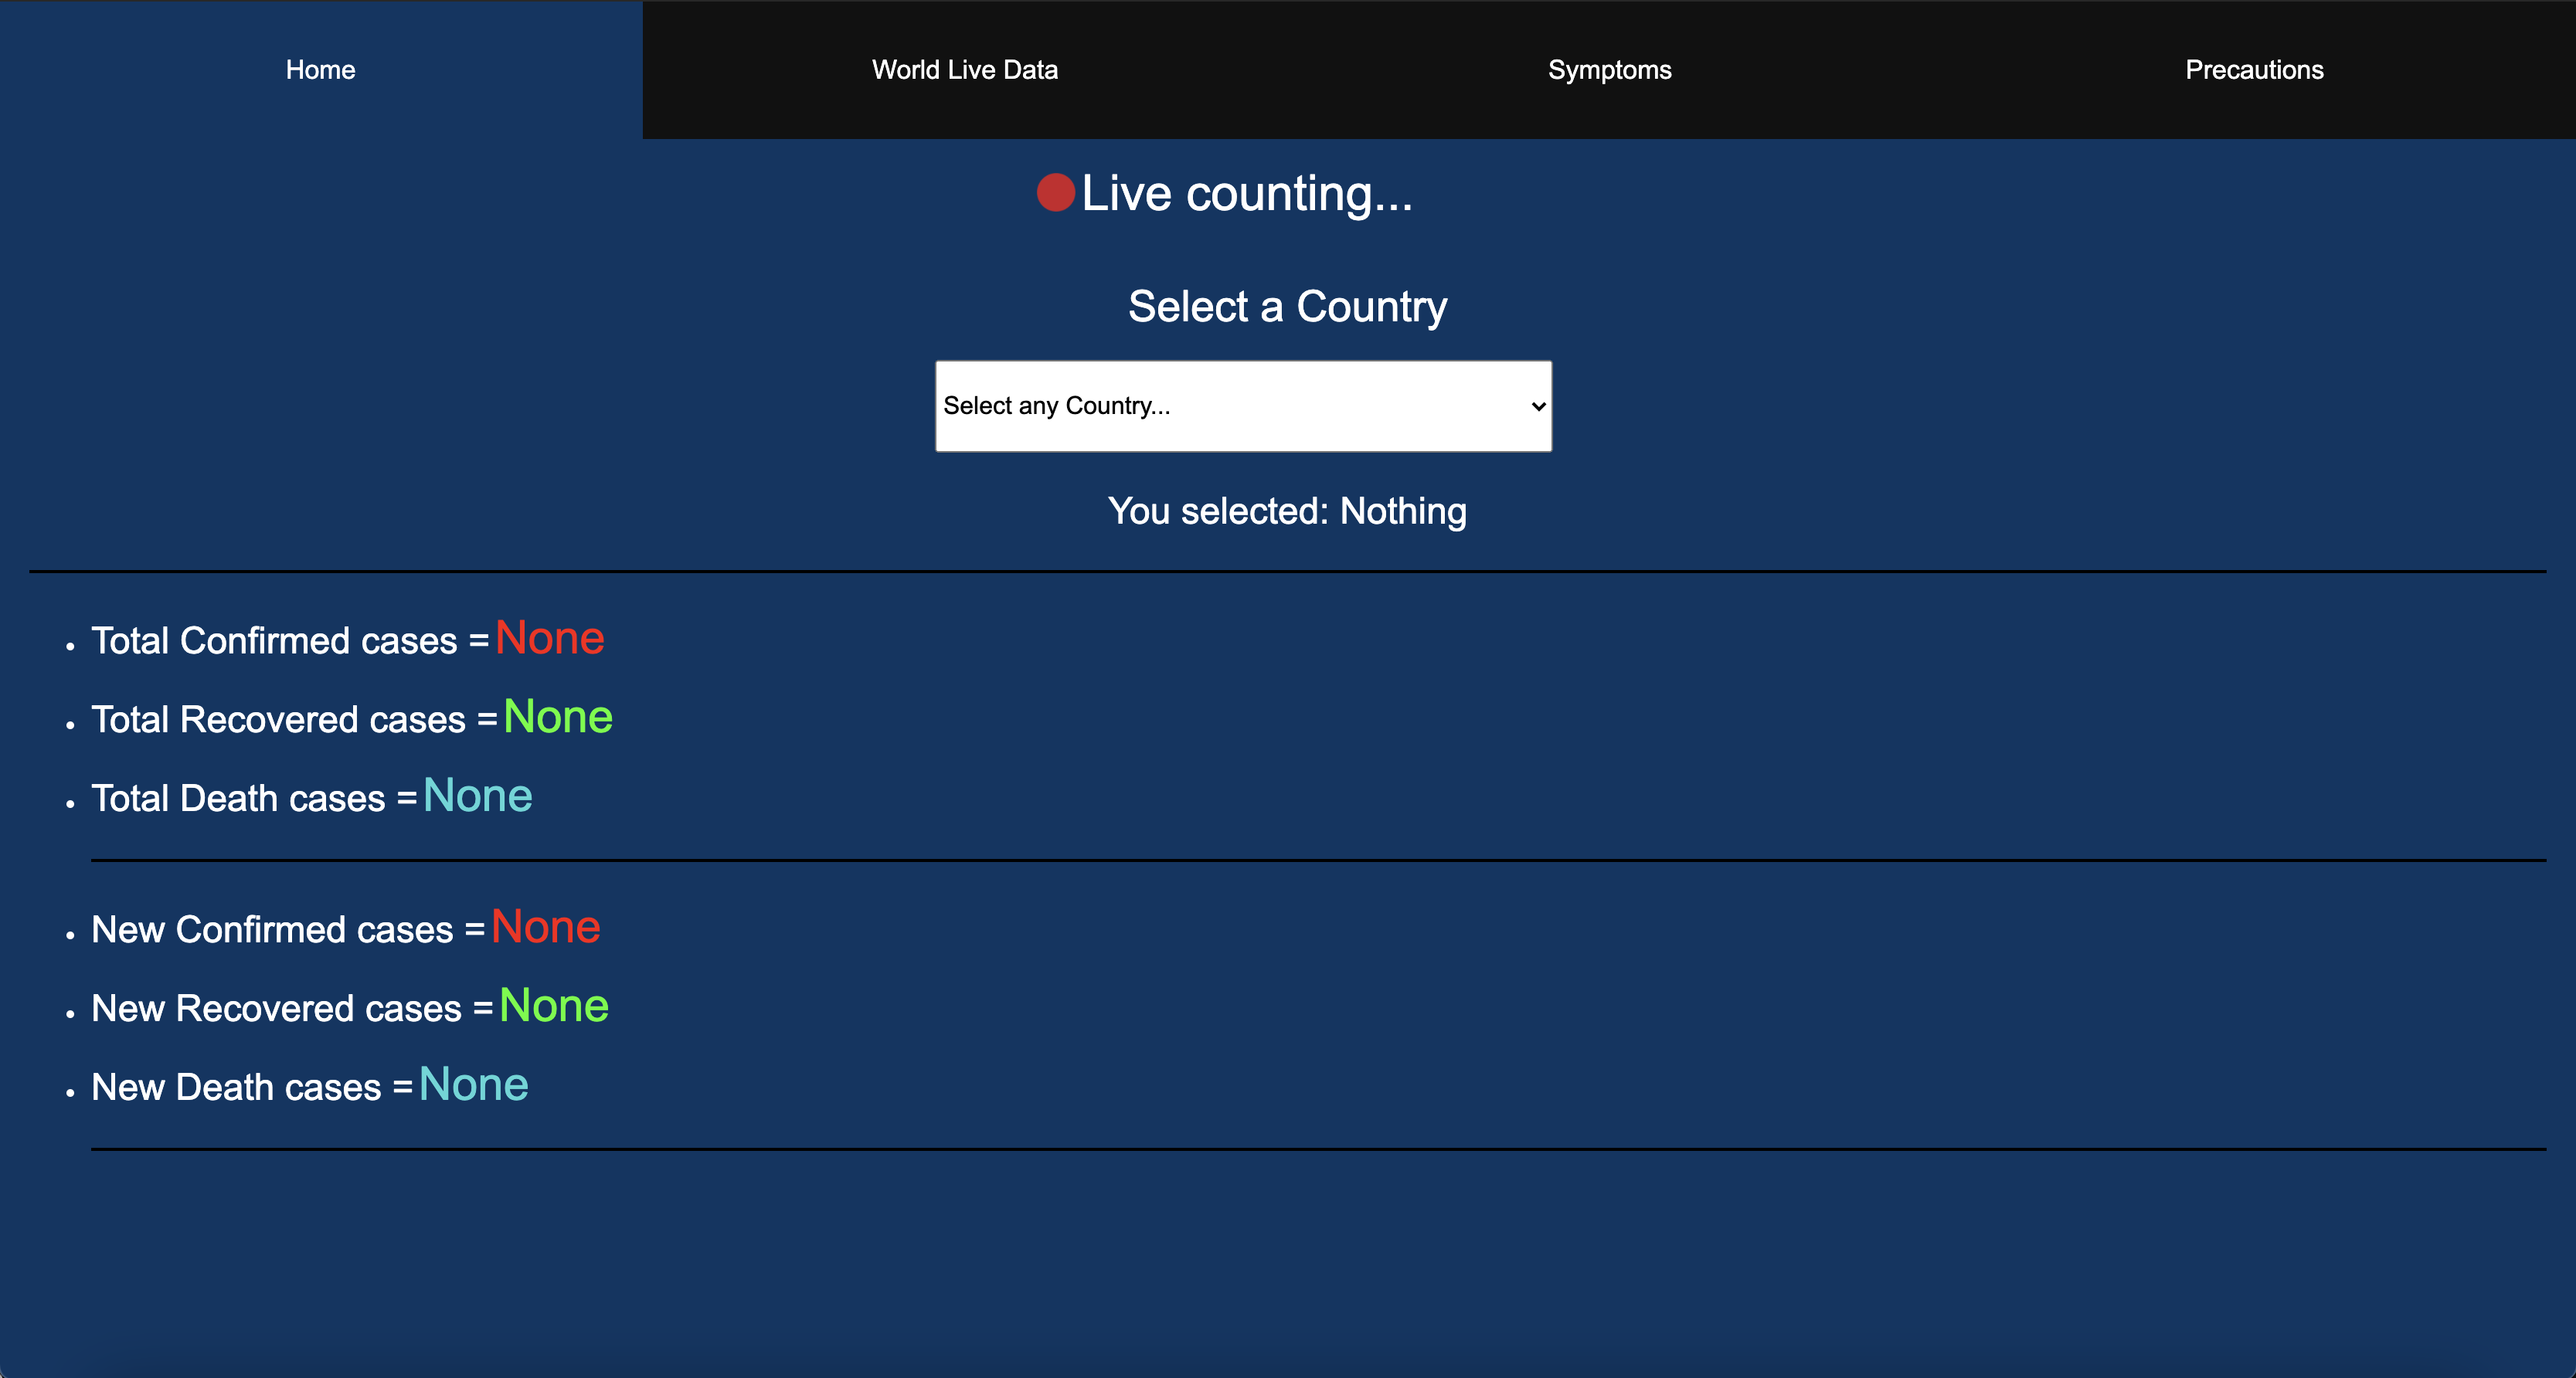 Home World Live Data Symptoms Precautions
Live counting...
Select a Country
Select any Country...
You selected: Nothing
• Total Confirmed cases = None
• Total Recovered cases = None
• Total Death cases = None
• New Confirmed cases = None
• New Recovered cases = None
• New Death cases = None